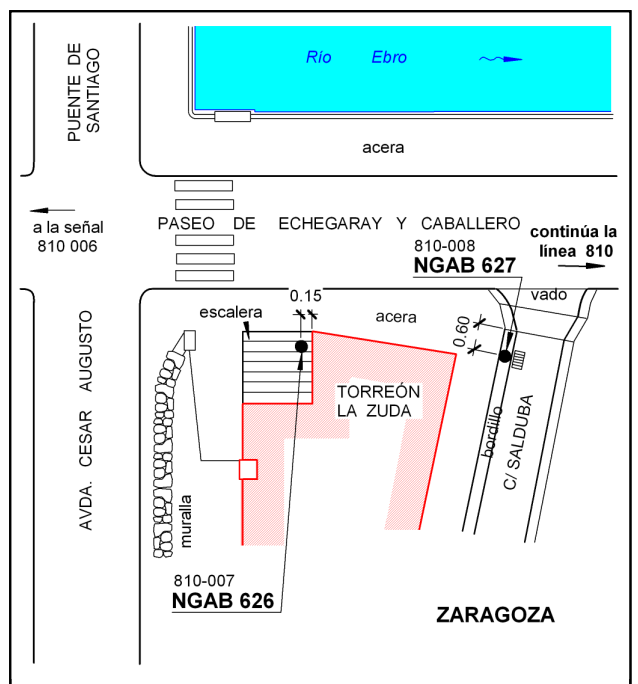 PUENTE DE
SANTIAGO
Río Ebro
acera
a la señal
810 006
PASEO DE ECHEGARAY Y CABALLERO
continúa la
línea 810
810-008
NGAB 627
vado
0.15
escalera
acera
0.60
TORREÓN
LA ZUDA
bordillo
C/ SALDUBA
AVDA. CESAR AUGUSTO
muralla
810-007
NGAB 626
ZARAGOZA